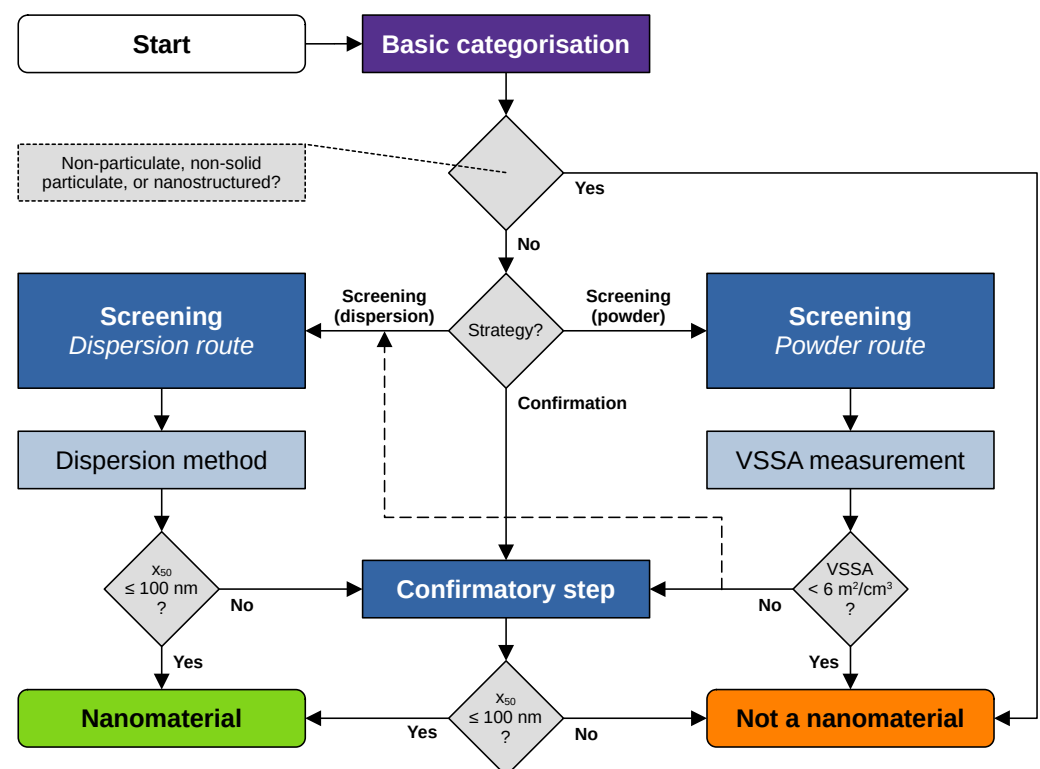 Start
Basic categorisation
Non-particulate, non-solid
particulate, or nanostructured?
Yes
No
Screening
Dispersion route
Screening
(dispersion)
Strategy?
Screening
(powder)
Screening
Powder route
Confirmation
Dispersion method
VSSA measurement
x₅₀
≤ 100 nm
?
No
Confirmatory step
No
VSSA
< 6 m²/cm³
?
Yes
Yes
Nanomaterial
Yes
x₅₀
≤ 100 nm
?
No
Not a nanomaterial